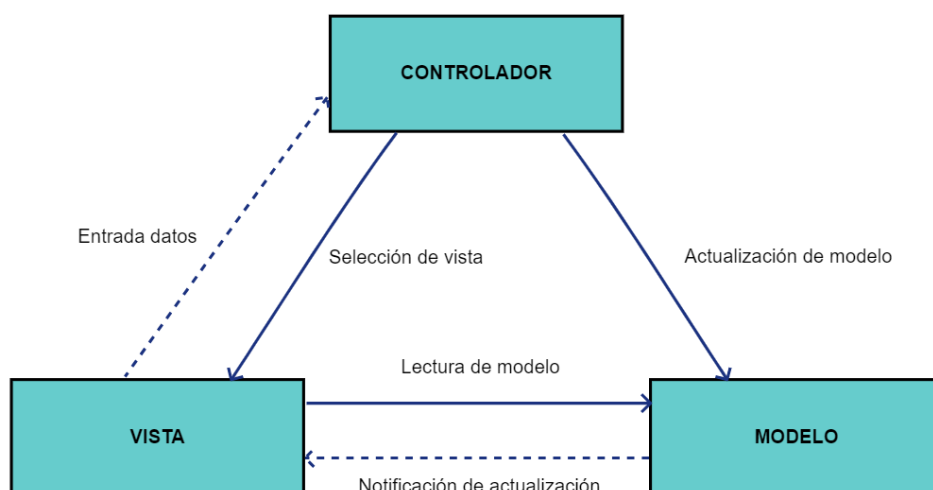 CONTROLADOR
Entrada datos
Selección de vista
Actualización de modelo
Lectura de modelo
VISTA
MODELO
Notificación de actualización